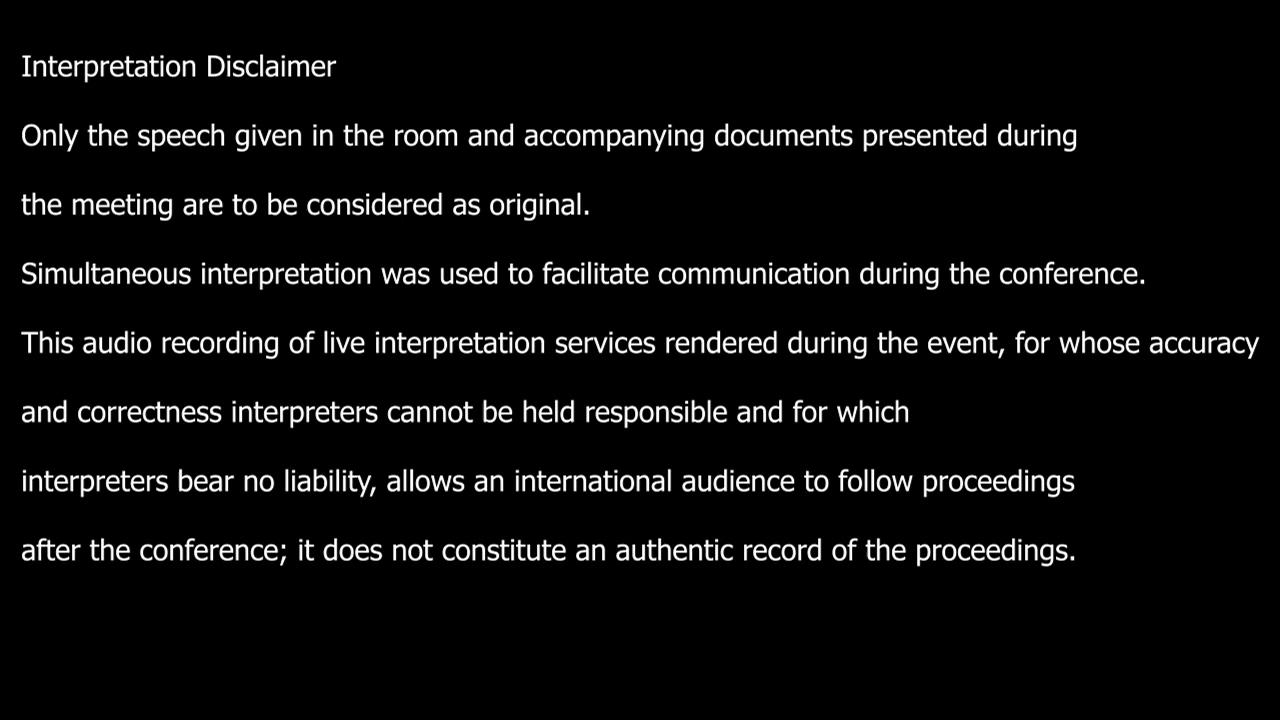 Interpretation Disclaimer
Only the speech given in the room and accompanying documents presented during
the meeting are to be considered as original.
Simultaneous interpretation was used to facilitate communication during the conference.
This audio recording of live interpretation services rendered during the event, for whose accuracy
and correctness interpreters cannot be held responsible and for which
interpreters bear no liability, allows an international audience to follow proceedings
after the conference; it does not constitute an authentic record of the proceedings.